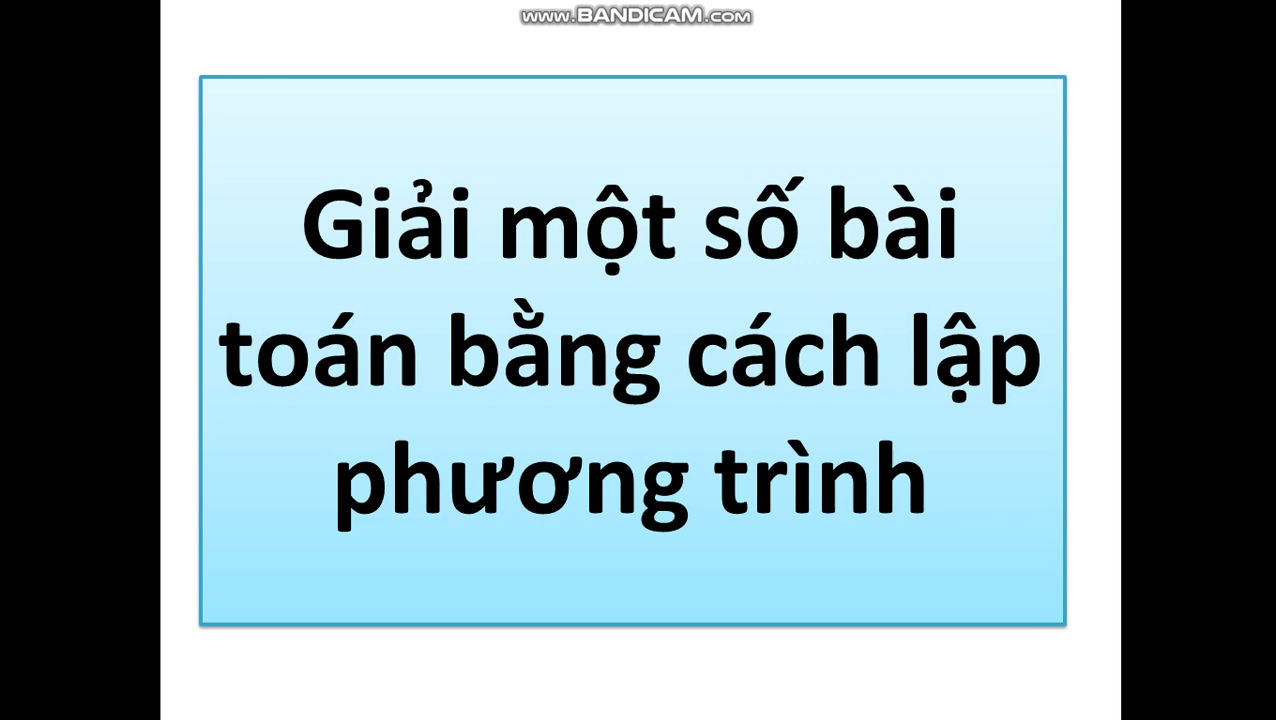 www.BANDICAM.com
Giải một số bài
toán bằng cách lập
phương trình